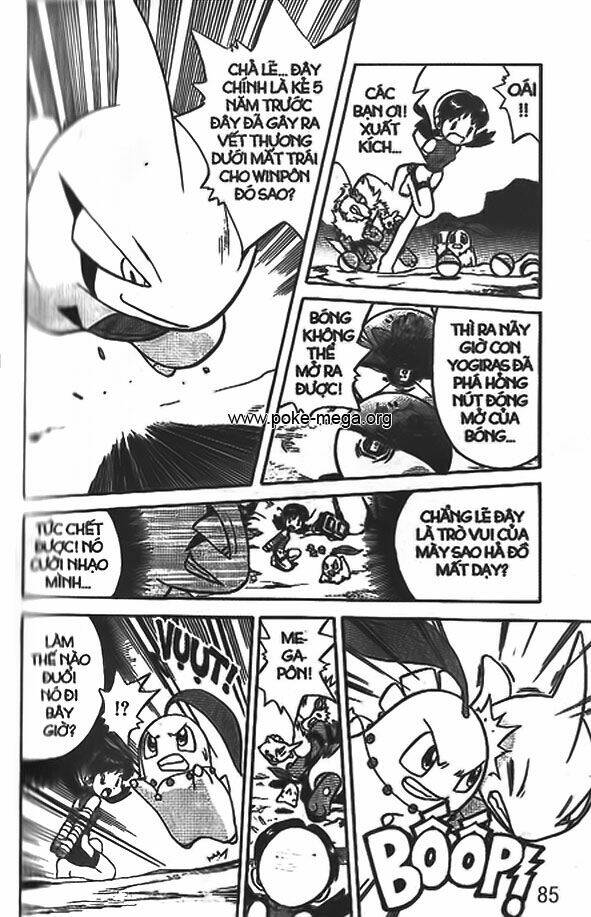 CHẢ LẼ... ĐÂY
CHÍNH LÀ KẺ 5
NĂM TRƯỚC
ĐÂY ĐÃ GÂY RA
VẾT THƯƠNG
DƯỚI MẮT TRÁI
CHO WINPÔN
ĐÓ SAO?
CÁC
BẠN ƠI!
XUẤT
KÍCH...
OÁI
!!
BÓNG
KHÔNG
THỂ
MỞ RA
ĐƯỢC!
THÌ RA NÃY
GIỜ CON
YOGIRAS ĐÃ
PHÁ HỎNG
NÚT ĐÓNG
MỞ CỦA
BÓNG...
www.poke-mega.org
TỨC CHẾT
ĐƯỢC! NÓ
CƯỜI NHẠO
MÌNH...
CHẲNG LẼ ĐÂY
LÀ TRÒ VUI CỦA
MÀY SAO HẢ ĐỒ
MẤT DẠY?
LÀM
THẾ NÀO
ĐUỔI
NÓ ĐI
BÂY
GIỜ?
!?
VỤỤT!
ME-
GA-
PÔN!
BÔÔP!
85